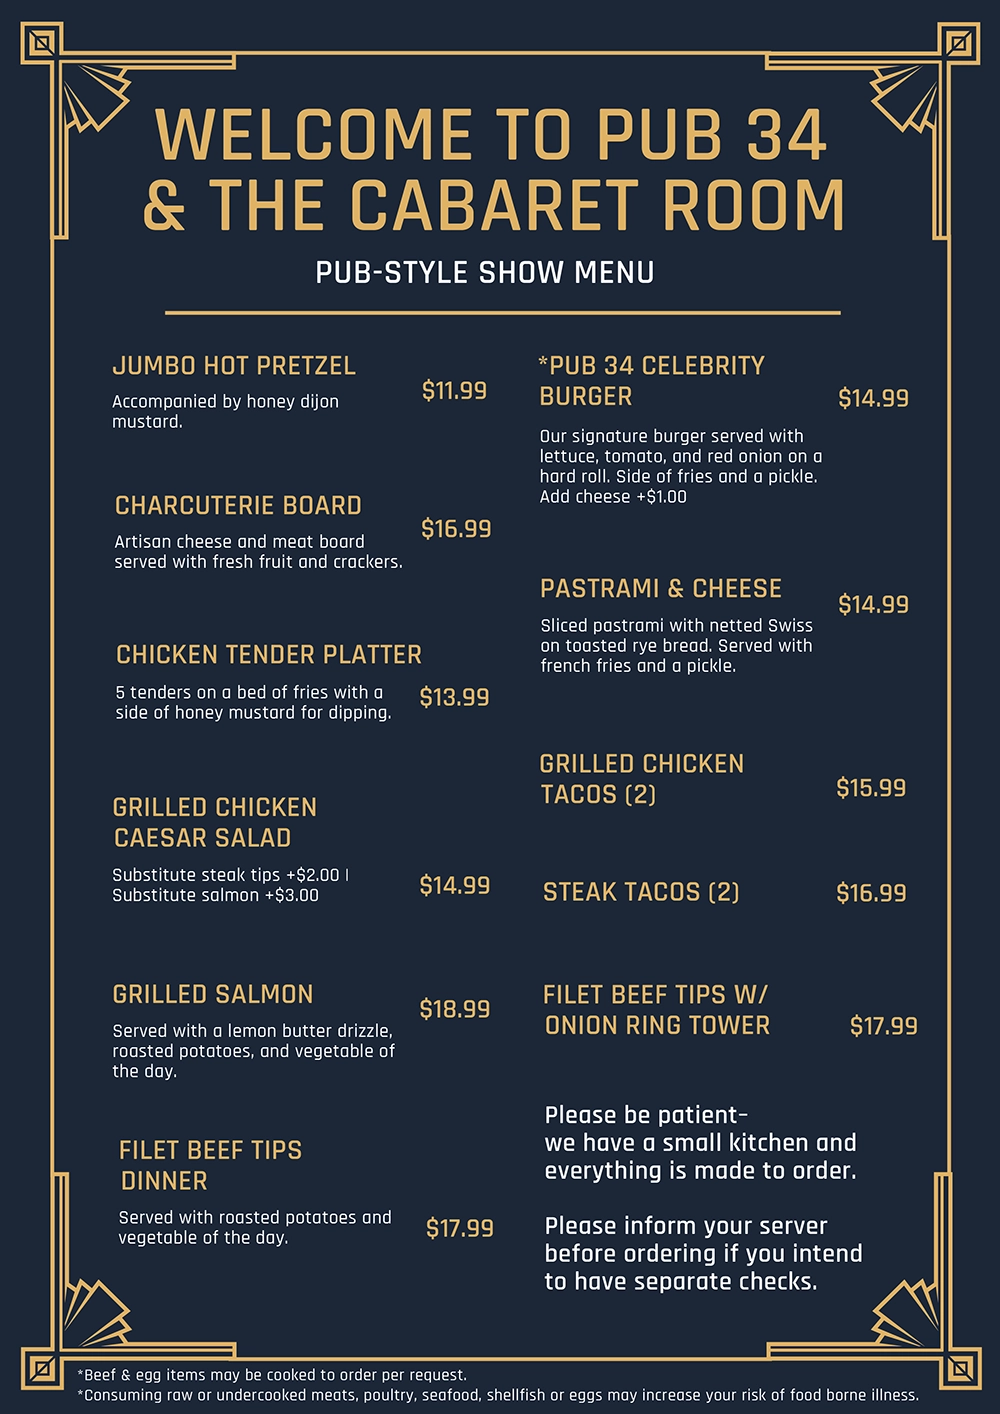 WELCOME TO PUB 34
& THE CABARET ROOM
PUB-STYLE SHOW MENU
JUMBO HOT PRETZEL
$11.99
Accompanied by honey dijon
mustard.
CHARCUTERIE BOARD
$16.99
Artisan cheese and meat board
served with fresh fruit and crackers.
CHICKEN TENDER PLATTER
5 tenders on a bed of fries with a
$13.99
side of honey mustard for dipping.
GRILLED CHICKEN
CAESAR SALAD
Substitute steak tips +$2.00 |
$14.99
Substitute salmon +$3.00
GRILLED SALMON
$18.99
Served with a lemon butter drizzle,
roasted potatoes, and vegetable of
the day.
FILET BEEF TIPS
DINNER
Served with roasted potatoes and
$17.99
vegetable of the day.
*PUB 34 CELEBRITY
BURGER
$14.99
Our signature burger served with
lettuce, tomato, and red onion on a
hard roll. Side of fries and a pickle.
Add cheese +$1.00
PASTRAMI & CHEESE
$14.99
Sliced pastrami with netted Swiss
on toasted rye bread. Served with
french fries and a pickle.
GRILLED CHICKEN
TACOS (2)
$15.99
STEAK TACOS (2)
$16.99
FILET BEEF TIPS W/
ONION RING TOWER
$17.99
Please be patient–
we have a small kitchen and
everything is made to order.
Please inform your server
before ordering if you intend
to have separate checks.
*Beef & egg items may be cooked to order per request.
*Consuming raw or undercooked meats, poultry, seafood, shellfish or eggs may increase your risk of food borne illness.